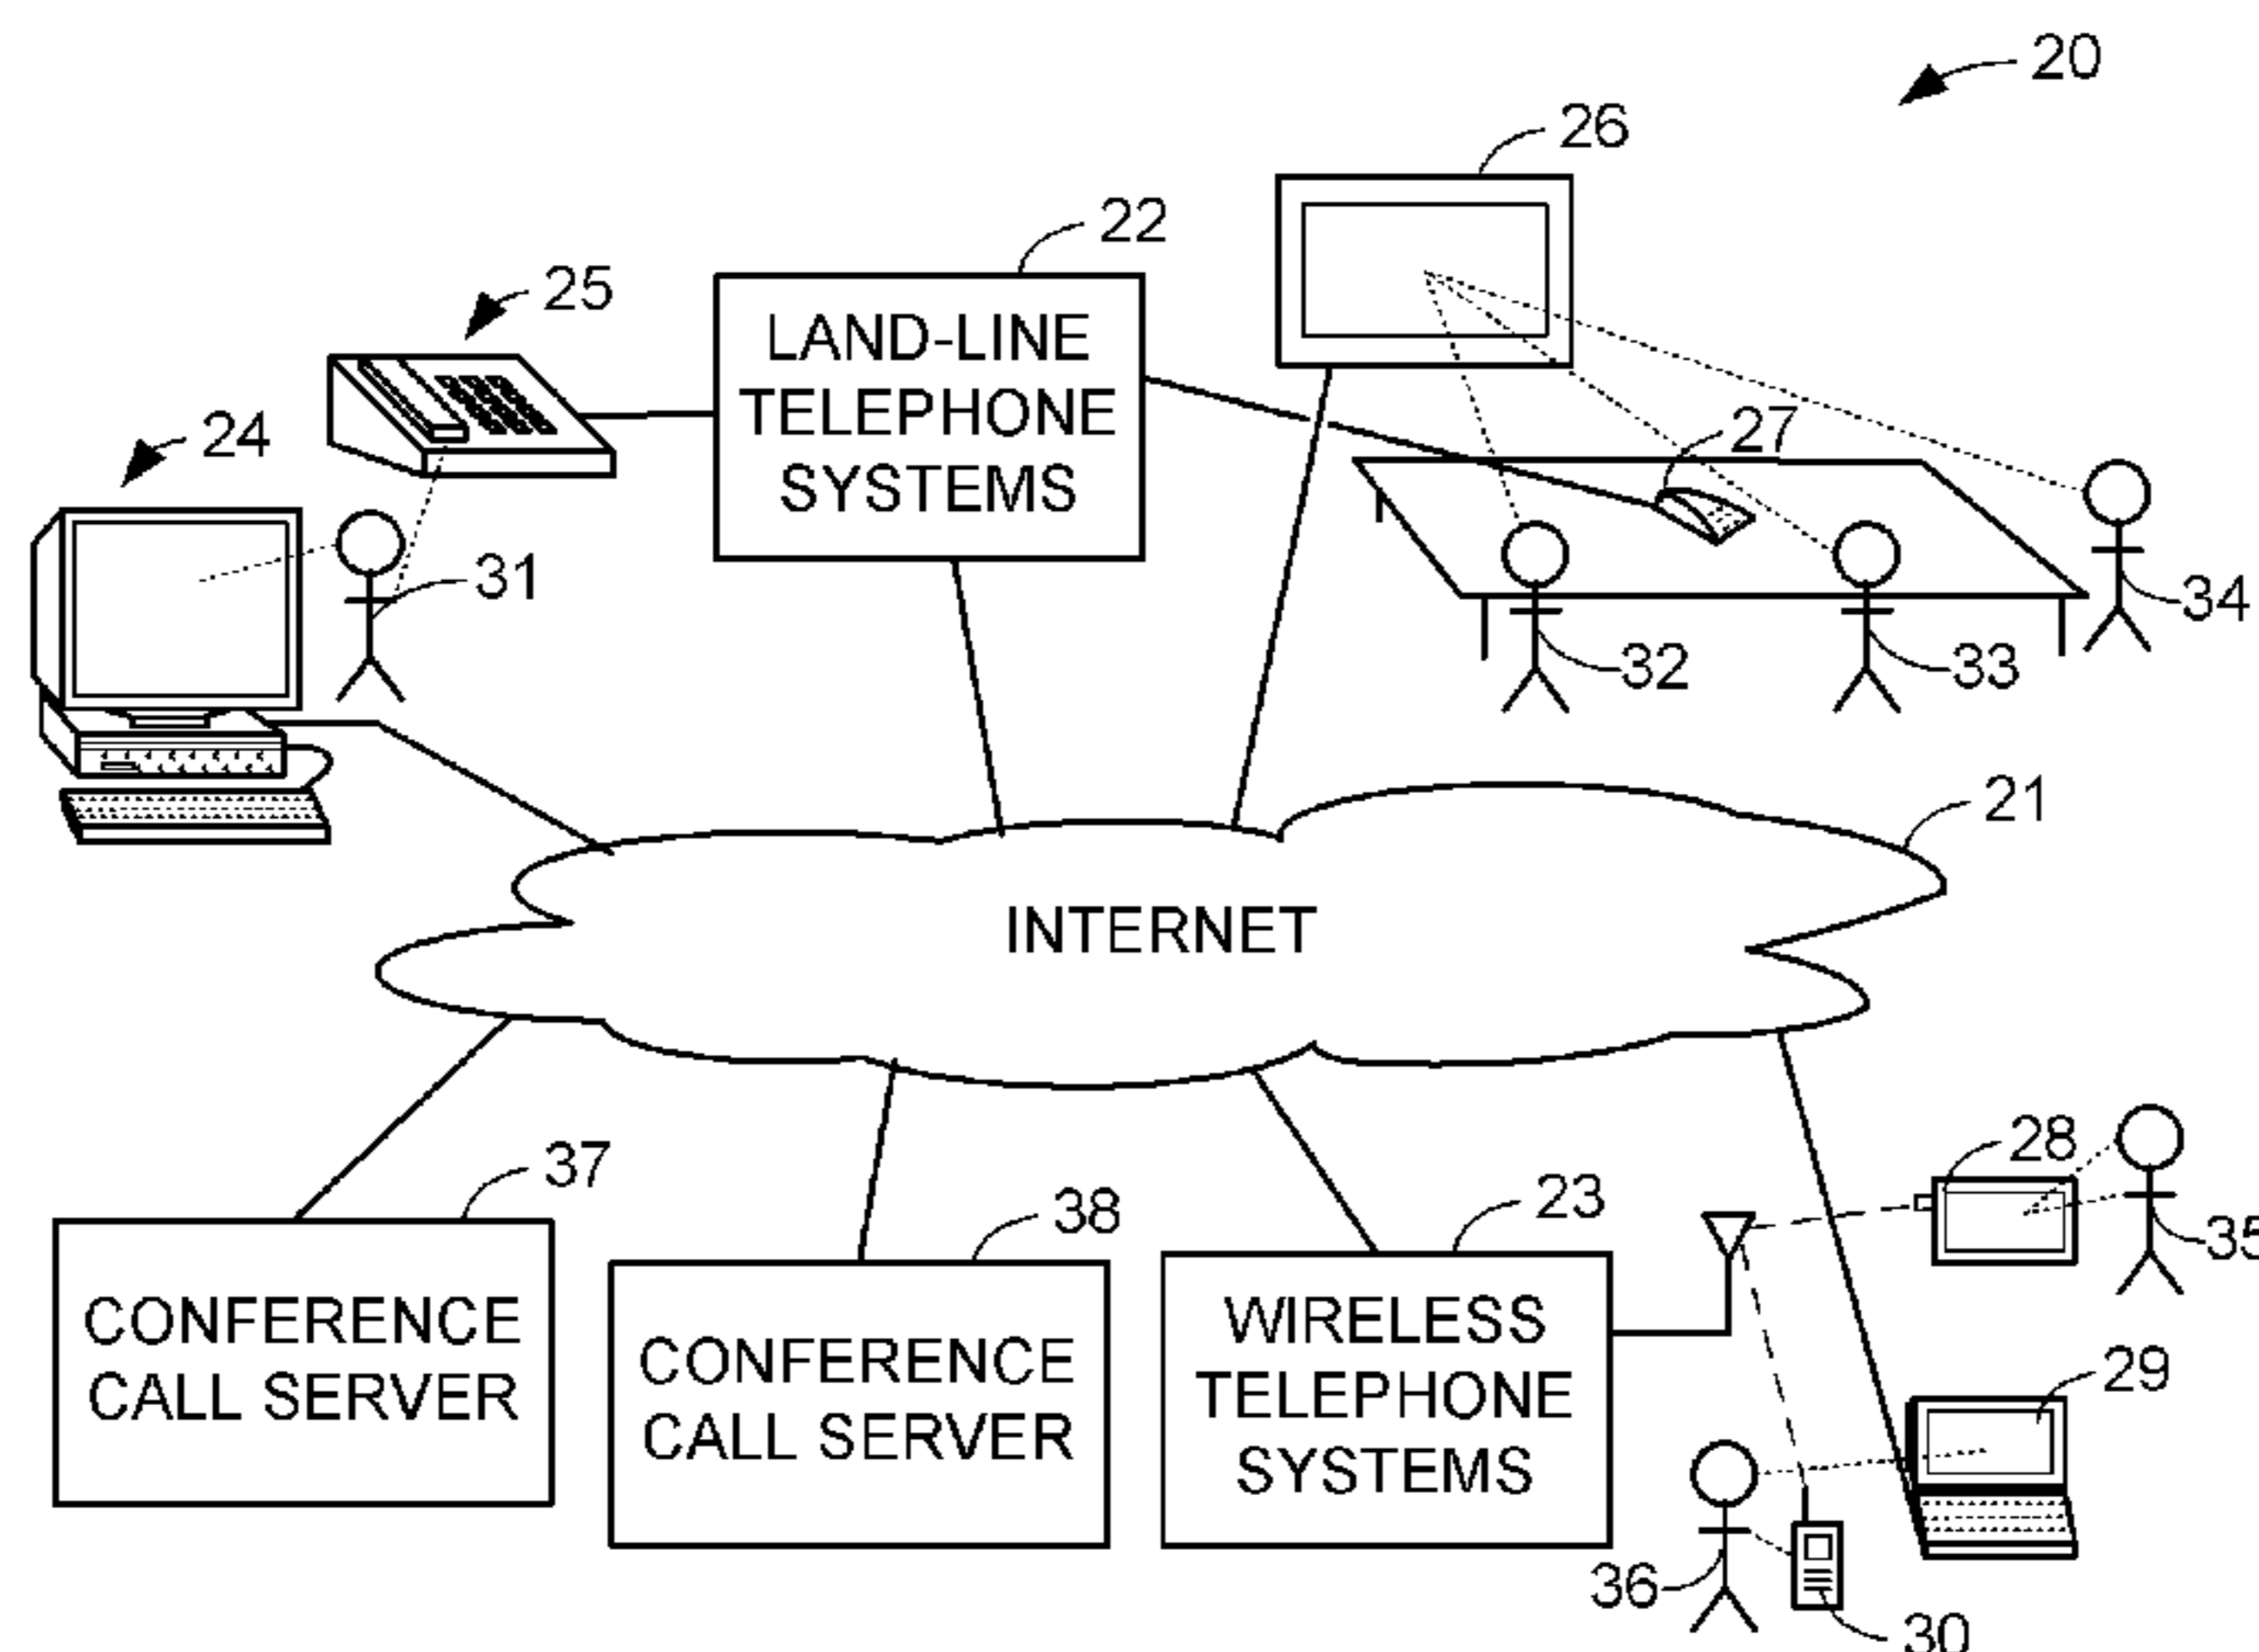 20
26
22
25
LAND-LINE
TELEPHONE
SYSTEMS
24
27
31
34
32
33
21
INTERNET
37
38
23
28
35
CONFERENCE
CALL SERVER
CONFERENCE
CALL SERVER
WIRELESS
TELEPHONE
SYSTEMS
29
36
30